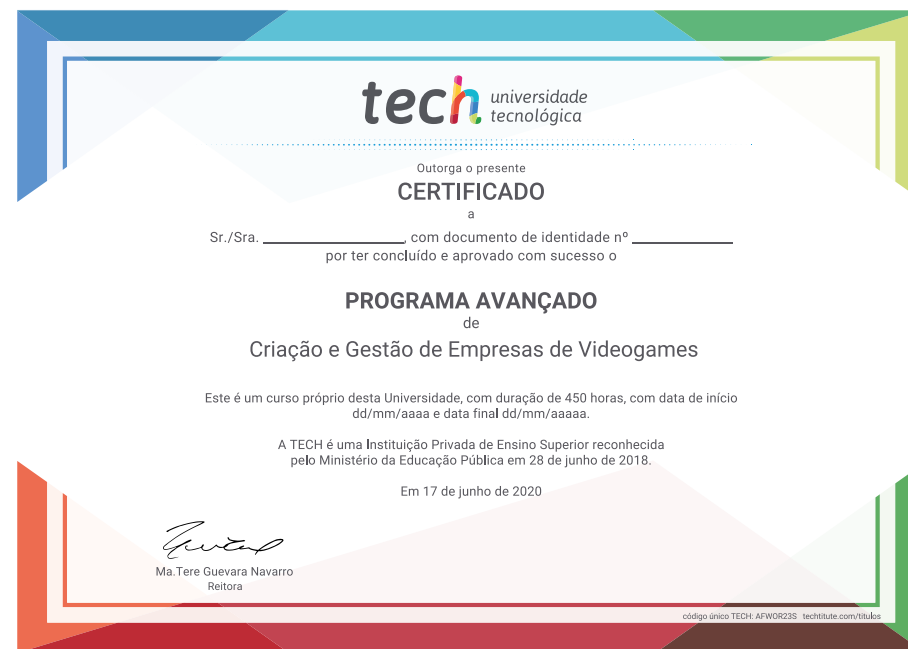 tech universidade
tecnológica
Outorga o presente
CERTIFICADO
a
Sr./Sra. ____________________, com documento de identidade nº ______________
por ter concluído e aprovado com sucesso o
PROGRAMA AVANÇADO
de
Criação e Gestão de Empresas de Videogames
Este é um curso próprio desta Universidade, com duração de 450 horas, com data de início
dd/mm/aaaa e data final dd/mm/aaaaa.
A TECH é uma Instituição Privada de Ensino Superior reconhecida
pelo Ministério da Educação Pública em 28 de junho de 2018.
Em 17 de junho de 2020
Ma.Tere Guevara Navarro
Reitora
código único TECH: AFWOR23S techtitute.com/titulos